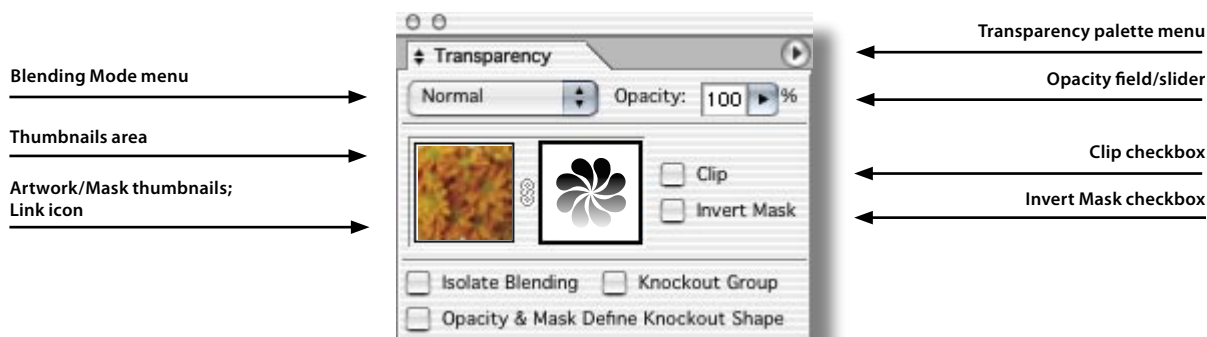 Transparency
Transparency palette menu
Blending Mode menu
Normal
Opacity:
100
%
Opacity field/slider
Thumbnails area
Clip
Clip checkbox
Artwork/Mask thumbnails;
Link icon
Invert Mask
Invert Mask checkbox
Isolate Blending
Knockout Group
Opacity & Mask Define Knockout Shape